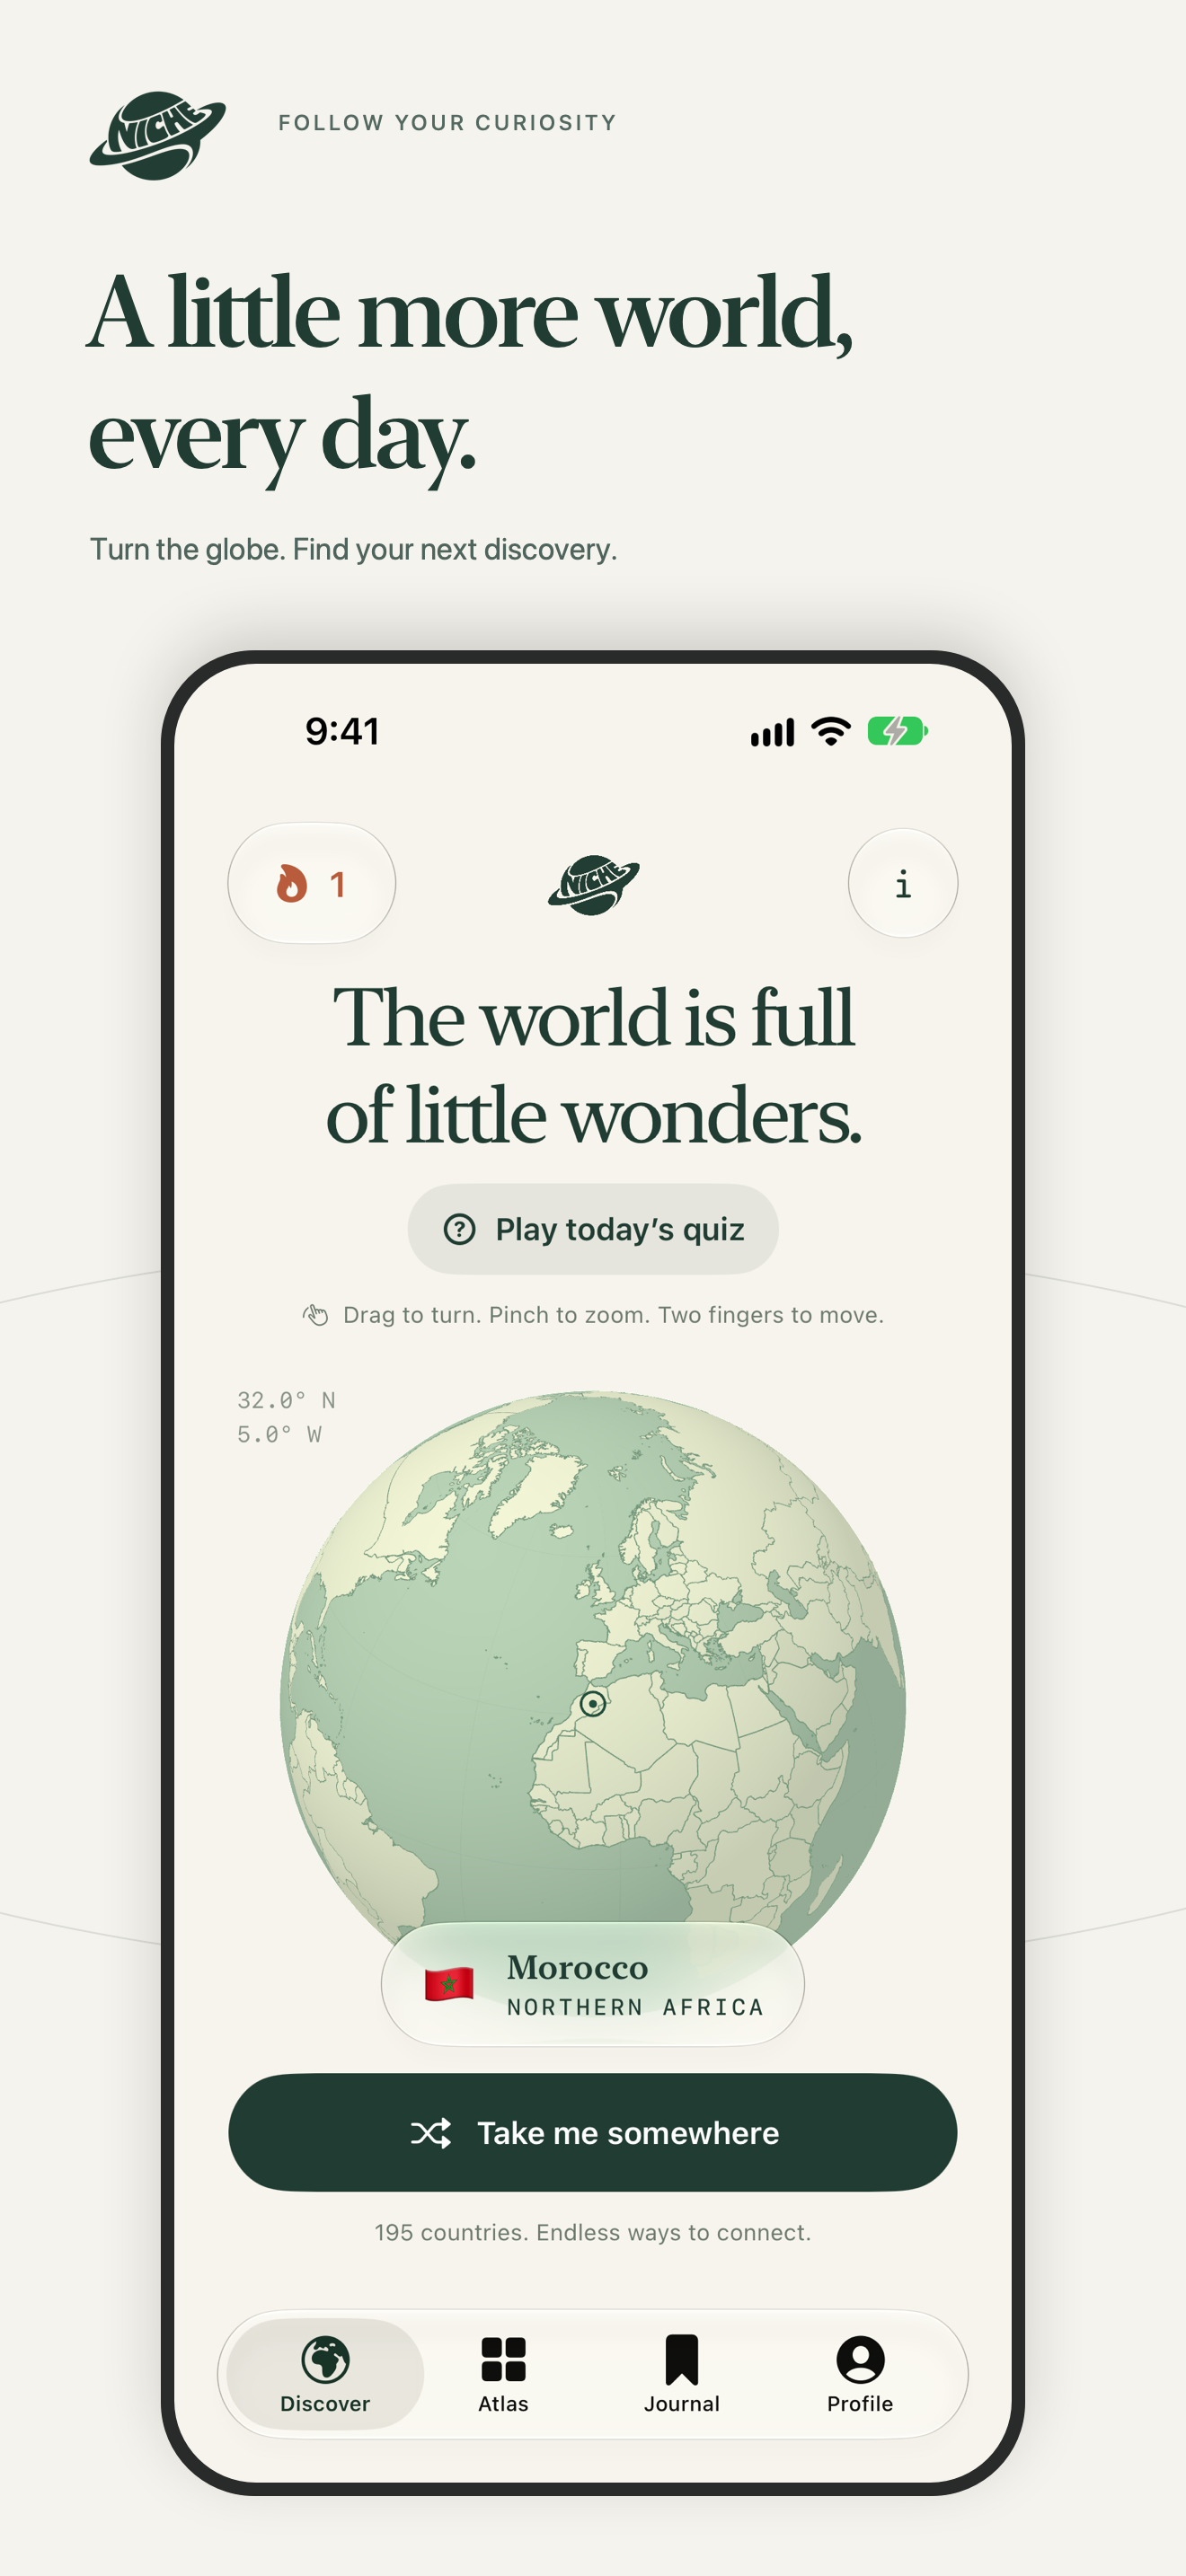 NICHE
FOLLOW YOUR CURIOSITY
A little more world,
every day.
Turn the globe. Find your next discovery.
9:41
1
NICHE
i
The world is full
of little wonders.
Play today’s quiz
Drag to turn. Pinch to zoom. Two fingers to move.
32.0° N
5.0° W
Morocco
NORTHERN AFRICA
Take me somewhere
195 countries. Endless ways to connect.
Discover
Atlas
Journal
Profile